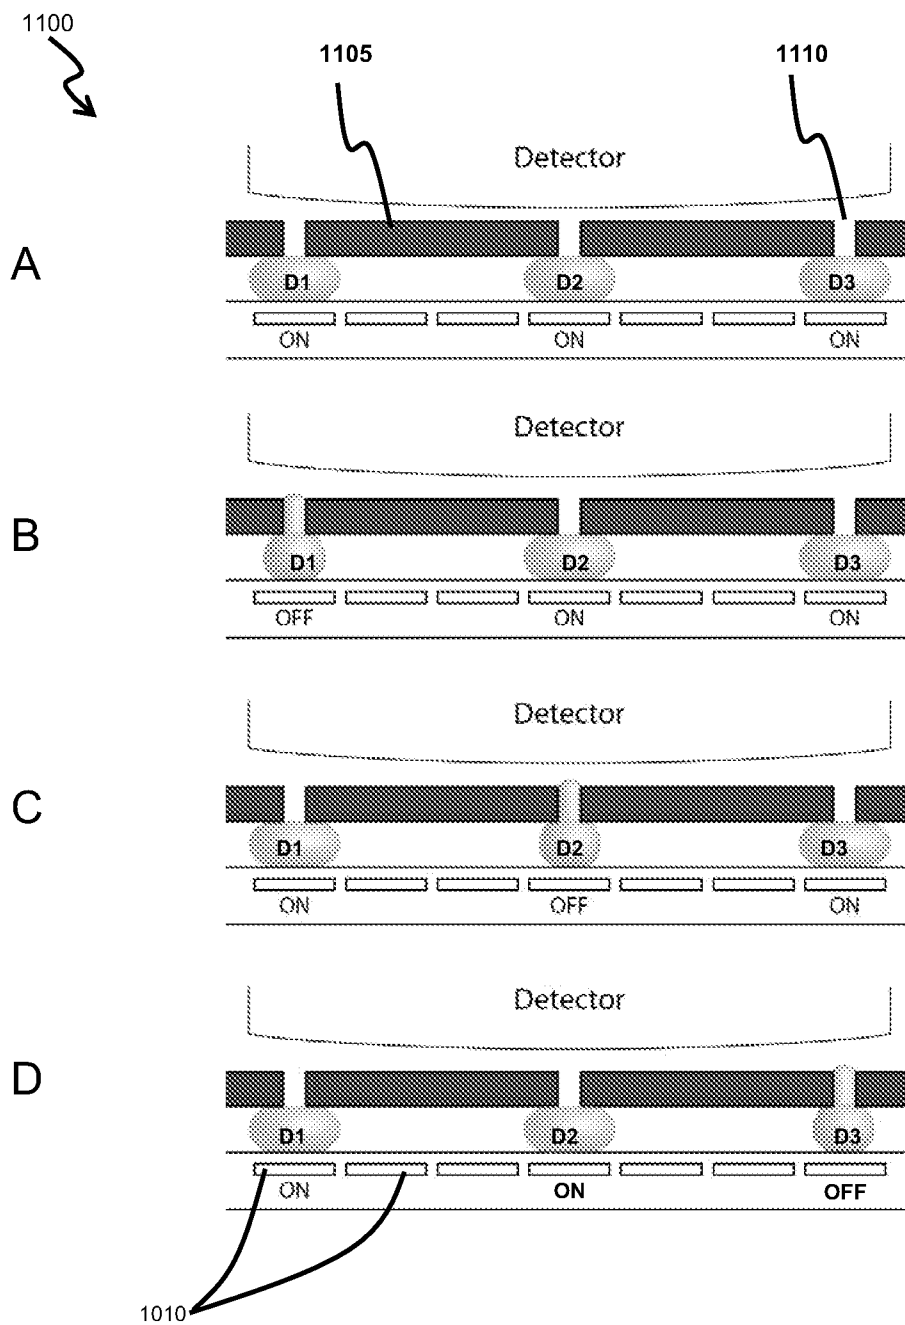 1100
1105 1110
Detector
A
D1 D2 D3
ON ON ON
Detector
B
D1 D2 D3
OFF ON ON
Detector
C
D1 D2 D3
ON OFF ON
Detector
D
D1 D2 D3
ON ON OFF
1010